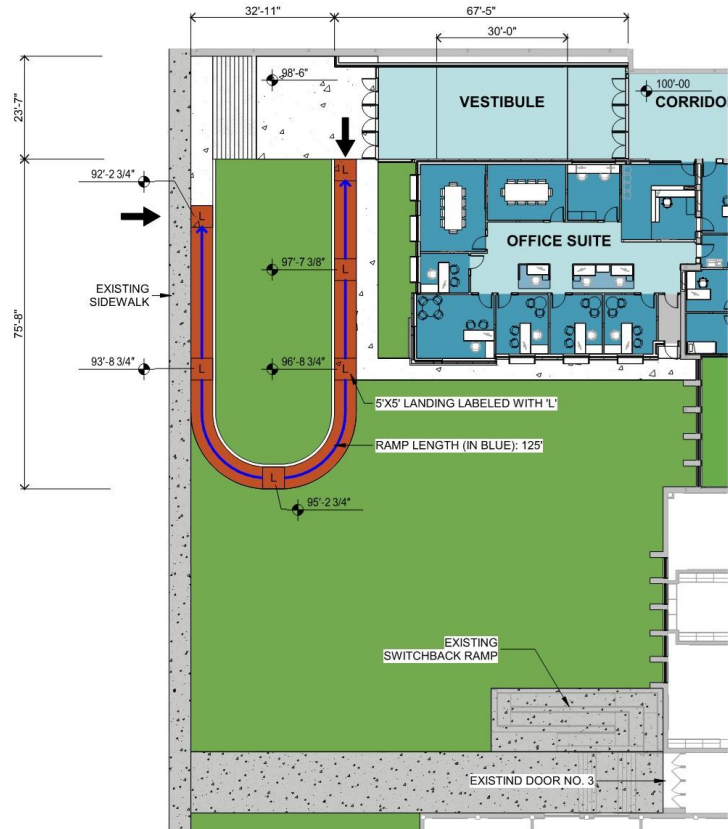 32'-11"
67'-5"
30'-0"
23'-7"
98'-6"
VESTIBULE
100'-00
CORRIDO
L
92'-2 3/4"
L
OFFICE SUITE
97'-7 3/8"
L
EXISTING
SIDEWALK
75'-8"
93'-8 3/4"
L
96'-8 3/4"
L
5'X5' LANDING LABELED WITH 'L'
RAMP LENGTH (IN BLUE): 125'
L
95'-2 3/4"
EXISTING
SWITCHBACK RAMP
EXISTIND DOOR NO. 3